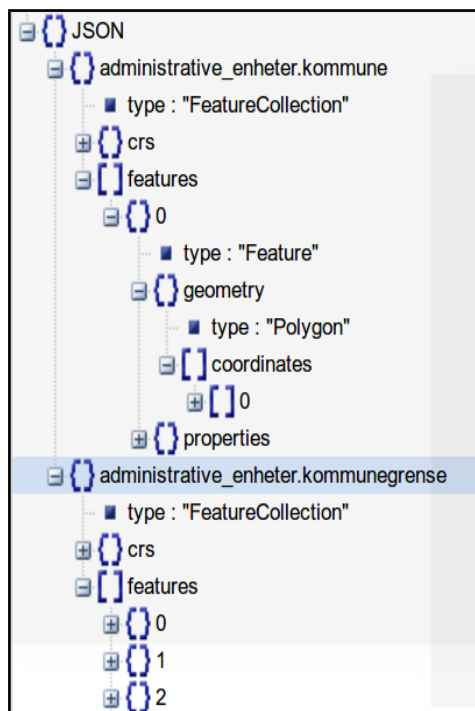 JSON
administrative_enheter.kommune
type : "FeatureCollection"
crs
features
0
type : "Feature"
geometry
type : "Polygon"
coordinates
0
properties
administrative_enheter.kommunegrense
type : "FeatureCollection"
crs
features
0
1
2